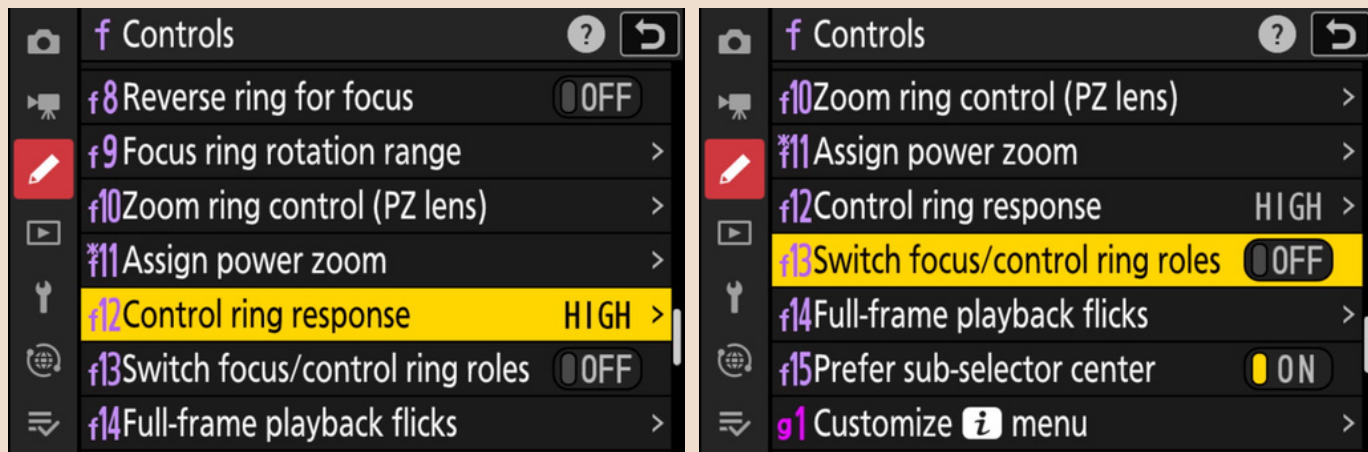 f Controls ?
f8 Reverse ring for focus OFF
f9 Focus ring rotation range >
f10 Zoom ring control (PZ lens) >
*f11 Assign power zoom >
f12 Control ring response HIGH >
f13 Switch focus/control ring roles OFF
f14 Full-frame playback flicks >
f Controls ?
f10 Zoom ring control (PZ lens) >
*f11 Assign power zoom >
f12 Control ring response HIGH >
f13 Switch focus/control ring roles OFF
f14 Full-frame playback flicks >
f15 Prefer sub-selector center ON
g1 Customize i menu >